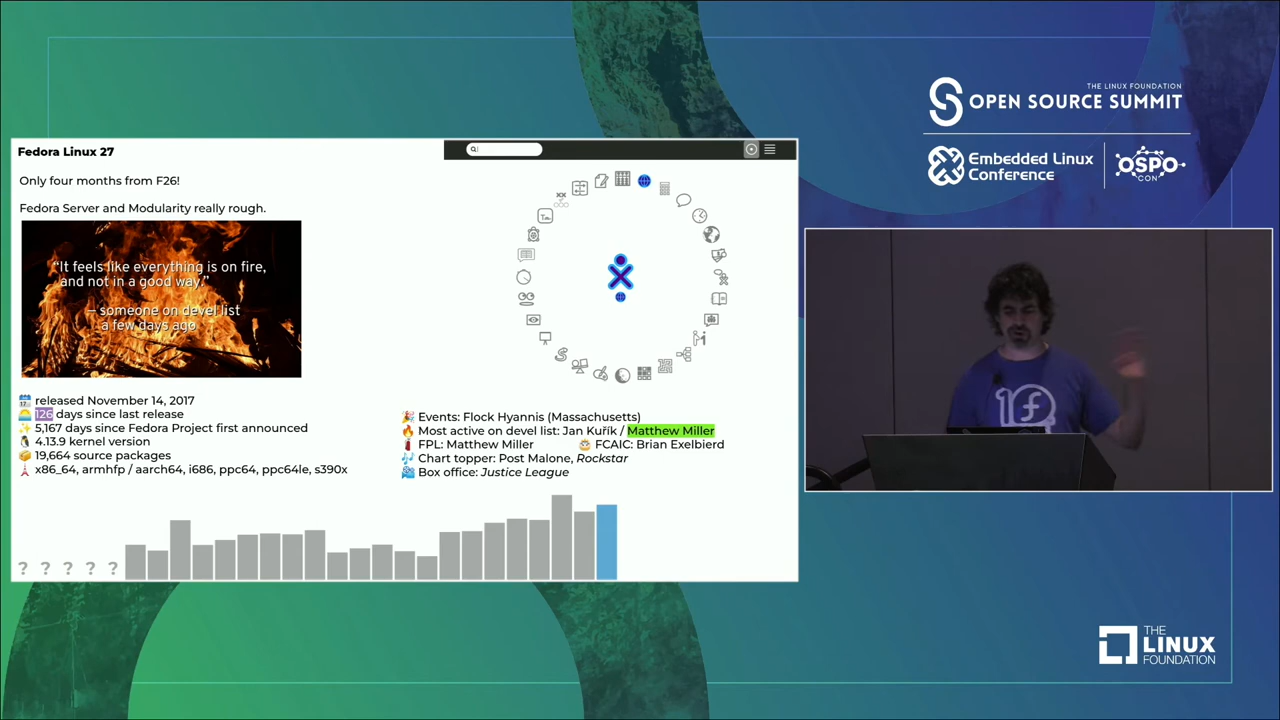 Fedora Linux 27
Only four months from F26!
Fedora Server and Modularity really rough.
“It feels like everything is on fire,
and not in a good way.”
– someone on devel list
a few days ago
released November 14, 2017
126 days since last release
5,167 days since Fedora Project first announced
4.13.9 kernel version
19,664 source packages
x86_64, armhfp / aarch64, i686, ppc64, ppc64le, s390x
Events: Flock Hyannis (Massachusetts)
Most active on devel list: Jan Kuřík / Matthew Miller
FPL: Matthew Miller FCAIC: Brian Exelbierd
Chart topper: Post Malone, Rockstar
Box office: Justice League
? ? ? ? ?
THE LINUX FOUNDATION
OPEN SOURCE SUMMIT
Embedded Linux
Conference
OSPO
CON
10
THE
LINUX
FOUNDATION